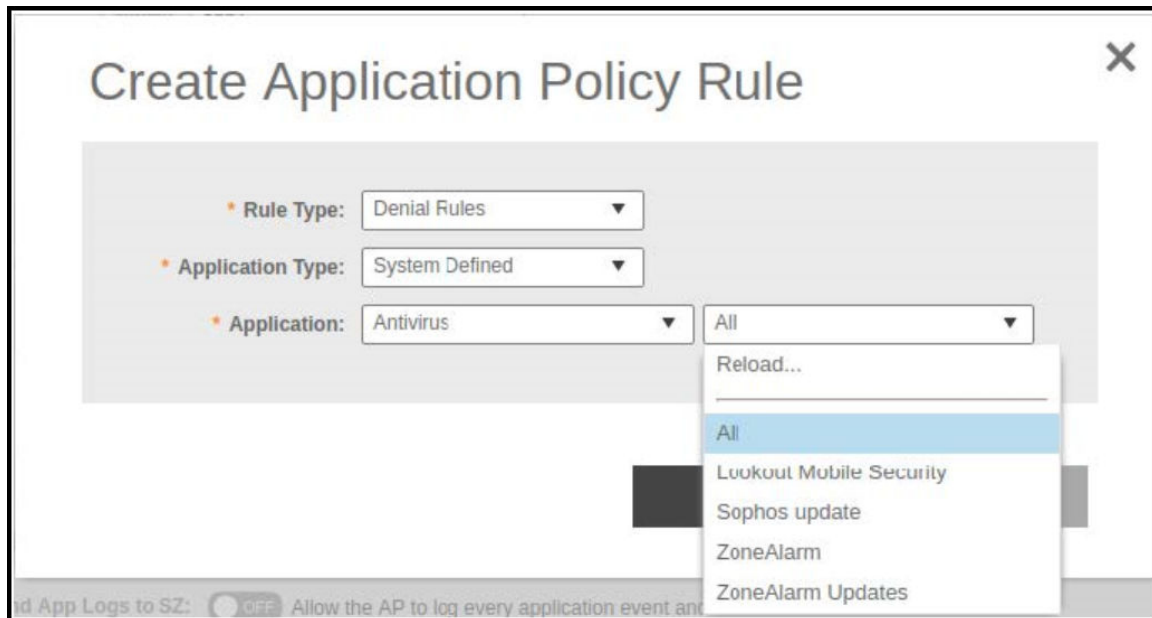 Create Application Policy Rule
* Rule Type: Denial Rules
* Application Type: System Defined
* Application: Antivirus All
Reload...
All
Lookout Mobile Security
Sophos update
ZoneAlarm
ZoneAlarm Updates
nd App Logs to SZ: OFF Allow the AP to log every application event and